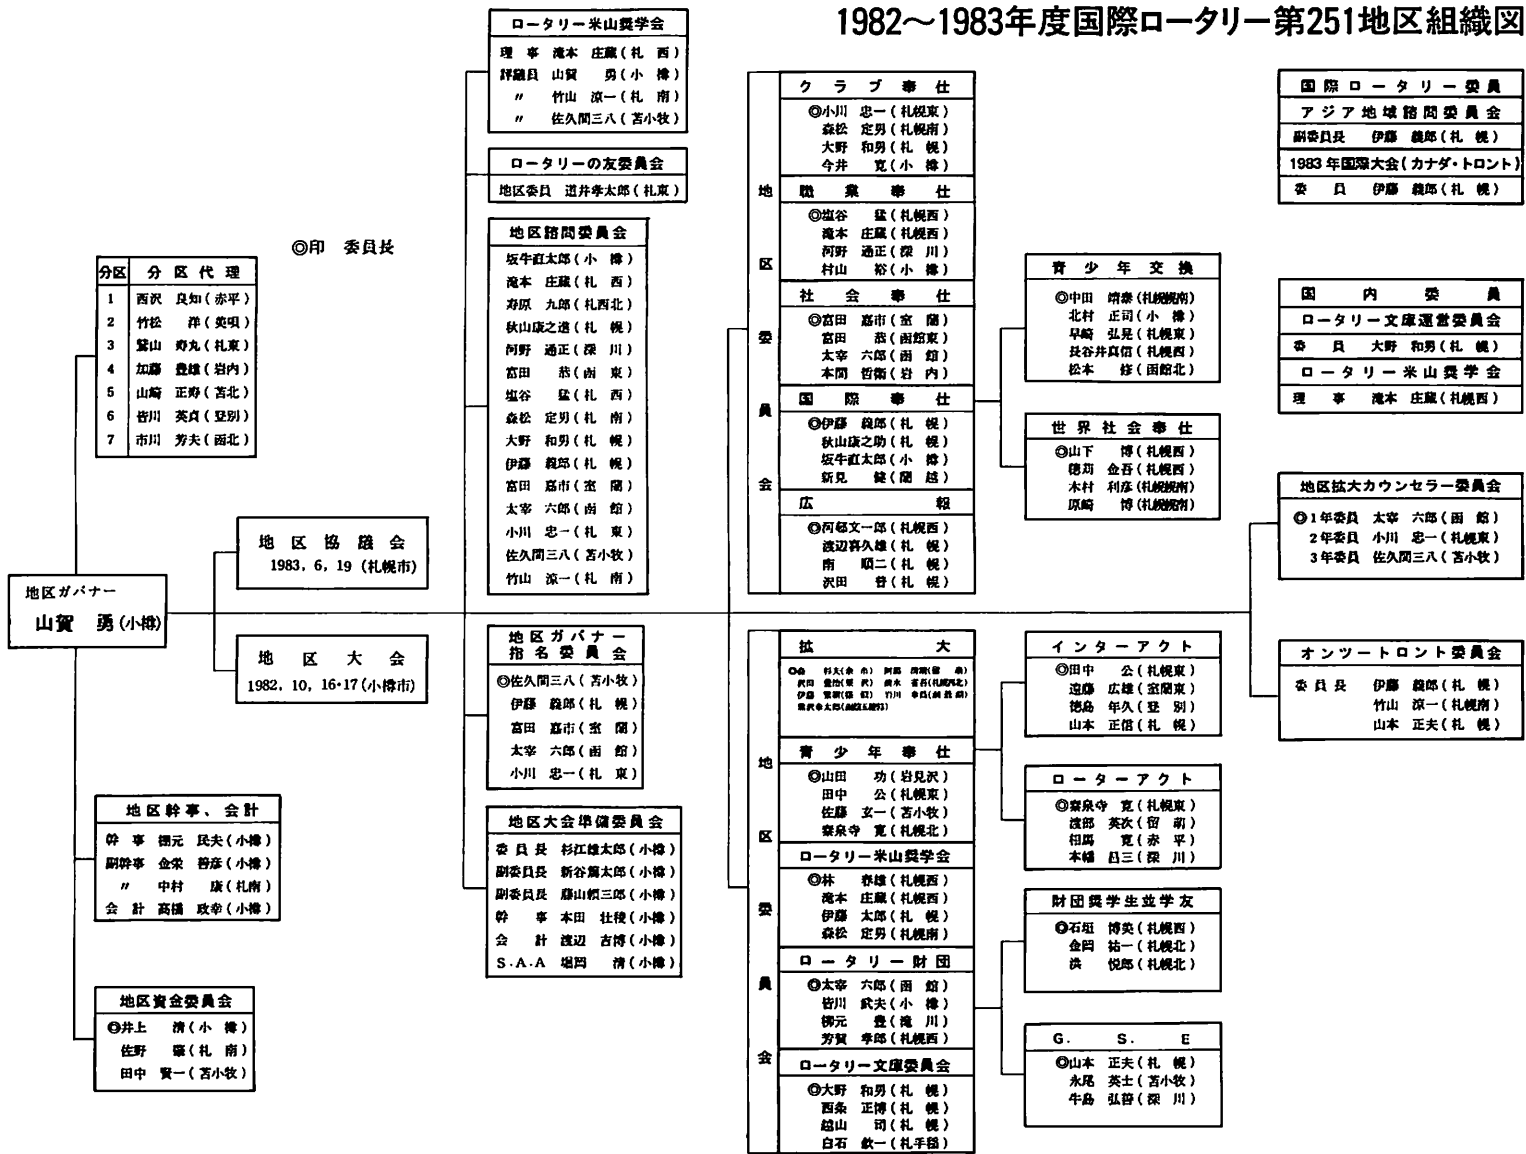 1982〜1983年度国際ロータリー第251地区組織図
◎印 委員長
地区ガバナー
山賀 勇(小樽)
分区 分区代理
1 西沢 良知(赤平)
2 竹松 洋(美唄)
3 鷲山 寿丸(札東)
4 加藤 豊雄(岩内)
5 山崎 正寿(苫北)
6 皆川 英貞(登別)
7 市川 芳夫(函北)
地区協議会
1983, 6, 19 (札幌市)
地区大会
1982, 10, 16・17 (小樽市)
地区幹事、会計
幹事 棚元 民夫(小樽)
副幹事 金栄 善彦(小樽)
〃 中村 康(札南)
会計 髙橋 政幸(小樽)
地区資金委員会
◎井上 清(小樽)
佐野 肇(札南)
田中 賢一(苫小牧)
ロータリー米山奨学会
理事 滝本 庄蔵(札西)
評議員 山賀 勇(小樽)
〃 竹山 涼一(札南)
〃 佐久間三八(苫小牧)
ロータリーの友委員会
地区委員 道井孝太郎(札東)
地区諮問委員会
坂牛直太郎(小樽)
滝本 庄蔵(札西)
寿原 九郎(札西北)
秋山康之進(札幌)
河野 通正(深川)
富田 恭(函東)
塩谷 猛(札西)
森松 定男(札南)
大野 和男(札幌)
伊藤 義郎(札幌)
富田 嘉市(室蘭)
太宰 六郎(函館)
小川 忠一(札東)
佐久間三八(苫小牧)
竹山 涼一(札南)
地区ガバナー
指名委員会
◎佐久間三八(苫小牧)
伊藤 義郎(札幌)
富田 嘉市(室蘭)
太宰 六郎(函館)
小川 忠一(札東)
地区大会準備委員会
委員長 杉江雄太郎(小樽)
副委員長 新谷篤太郎(小樽)
副委員長 藤山幀三郎(小樽)
幹事 本田 壮稜(小樽)
会計 渡辺 吉博(小樽)
S.A.A 堀岡 清(小樽)
地区委員会
クラブ奉仕
◎小川 忠一(札幌東)
森松 定男(札幌南)
大野 和男(札幌)
今井 寛(小樽)
職業奉仕
◎塩谷 猛(札幌西)
滝本 庄蔵(札幌西)
河野 通正(深川)
村山 裕(小樽)
社会奉仕
◎富田 嘉市(室蘭)
富田 恭(函館東)
太宰 六郎(函館)
本間 哲衛(岩内)
国際奉仕
◎伊藤 義郎(札幌)
秋山康之助(札幌)
坂牛直太郎(小樽)
新見 健(蘭越)
広報
◎河邨文一郎(札幌西)
渡辺喜久雄(札幌)
南 順二(札幌)
沢田 普(札幌)
地区委員会
拡大
青少年奉仕
◎山田 功(岩見沢)
田中 公(札幌東)
佐藤 玄一(苫小牧)
奈泉寺 寛(札幌北)
ロータリー米山奨学会
◎林 春雄(札幌西)
滝本 庄蔵(札幌西)
伊藤 太郎(札幌)
森松 定男(札幌南)
ロータリー財団
◎太宰 六郎(函館)
皆川 武夫(小樽)
柳元 豊(滝川)
芳賀 孝郎(札幌西)
ロータリー文庫委員会
◎大野 和男(札幌)
西条 正博(札幌)
越山 司(札幌)
白石 欽一(札手稲)
青少年交換
◎中田 靖泰(札幌幌南)
北村 正司(小樽)
早崎 弘晃(札幌東)
長谷井真信(札幌西)
松本 修(函館北)
世界社会奉仕
◎山下 博(札幌西)
徳苅 金吾(札幌西)
木村 利彦(札幌幌南)
原崎 博(札幌幌南)
インターアクト
◎田中 公(札幌東)
遠藤 広雄(室蘭東)
徳島 年久(登別)
山本 正信(札幌)
ローターアクト
◎奈泉寺 寛(札幌東)
渡部 英次(留萌)
相馬 寛(赤平)
本幡 昌三(深川)
財団奨学生並学友
◎石垣 博英(札幌西)
金岡 祐一(札幌北)
洪 悦郎(札幌北)
G.S.E
◎山本 正夫(札幌)
永尾 英士(苫小牧)
牛島 弘善(深川)
国際ロータリー委員
アジア地域諮問委員会
副委員長 伊藤 義郎(札幌)
1983年国際大会(カナダ・トロント)
委員 伊藤 義郎(札幌)
国内委員
ロータリー文庫運営委員会
委員 大野 和男(札幌)
ロータリー米山奨学会
理事 滝本 庄蔵(札幌西)
地区拡大カウンセラー委員会
◎1年委員 太宰 六郎(函館)
2年委員 小川 忠一(札幌東)
3年委員 佐久間三八(苫小牧)
オンツートロント委員会
委員長 伊藤 義郎(札幌)
竹山 涼一(札幌南)
山本 正夫(札幌)